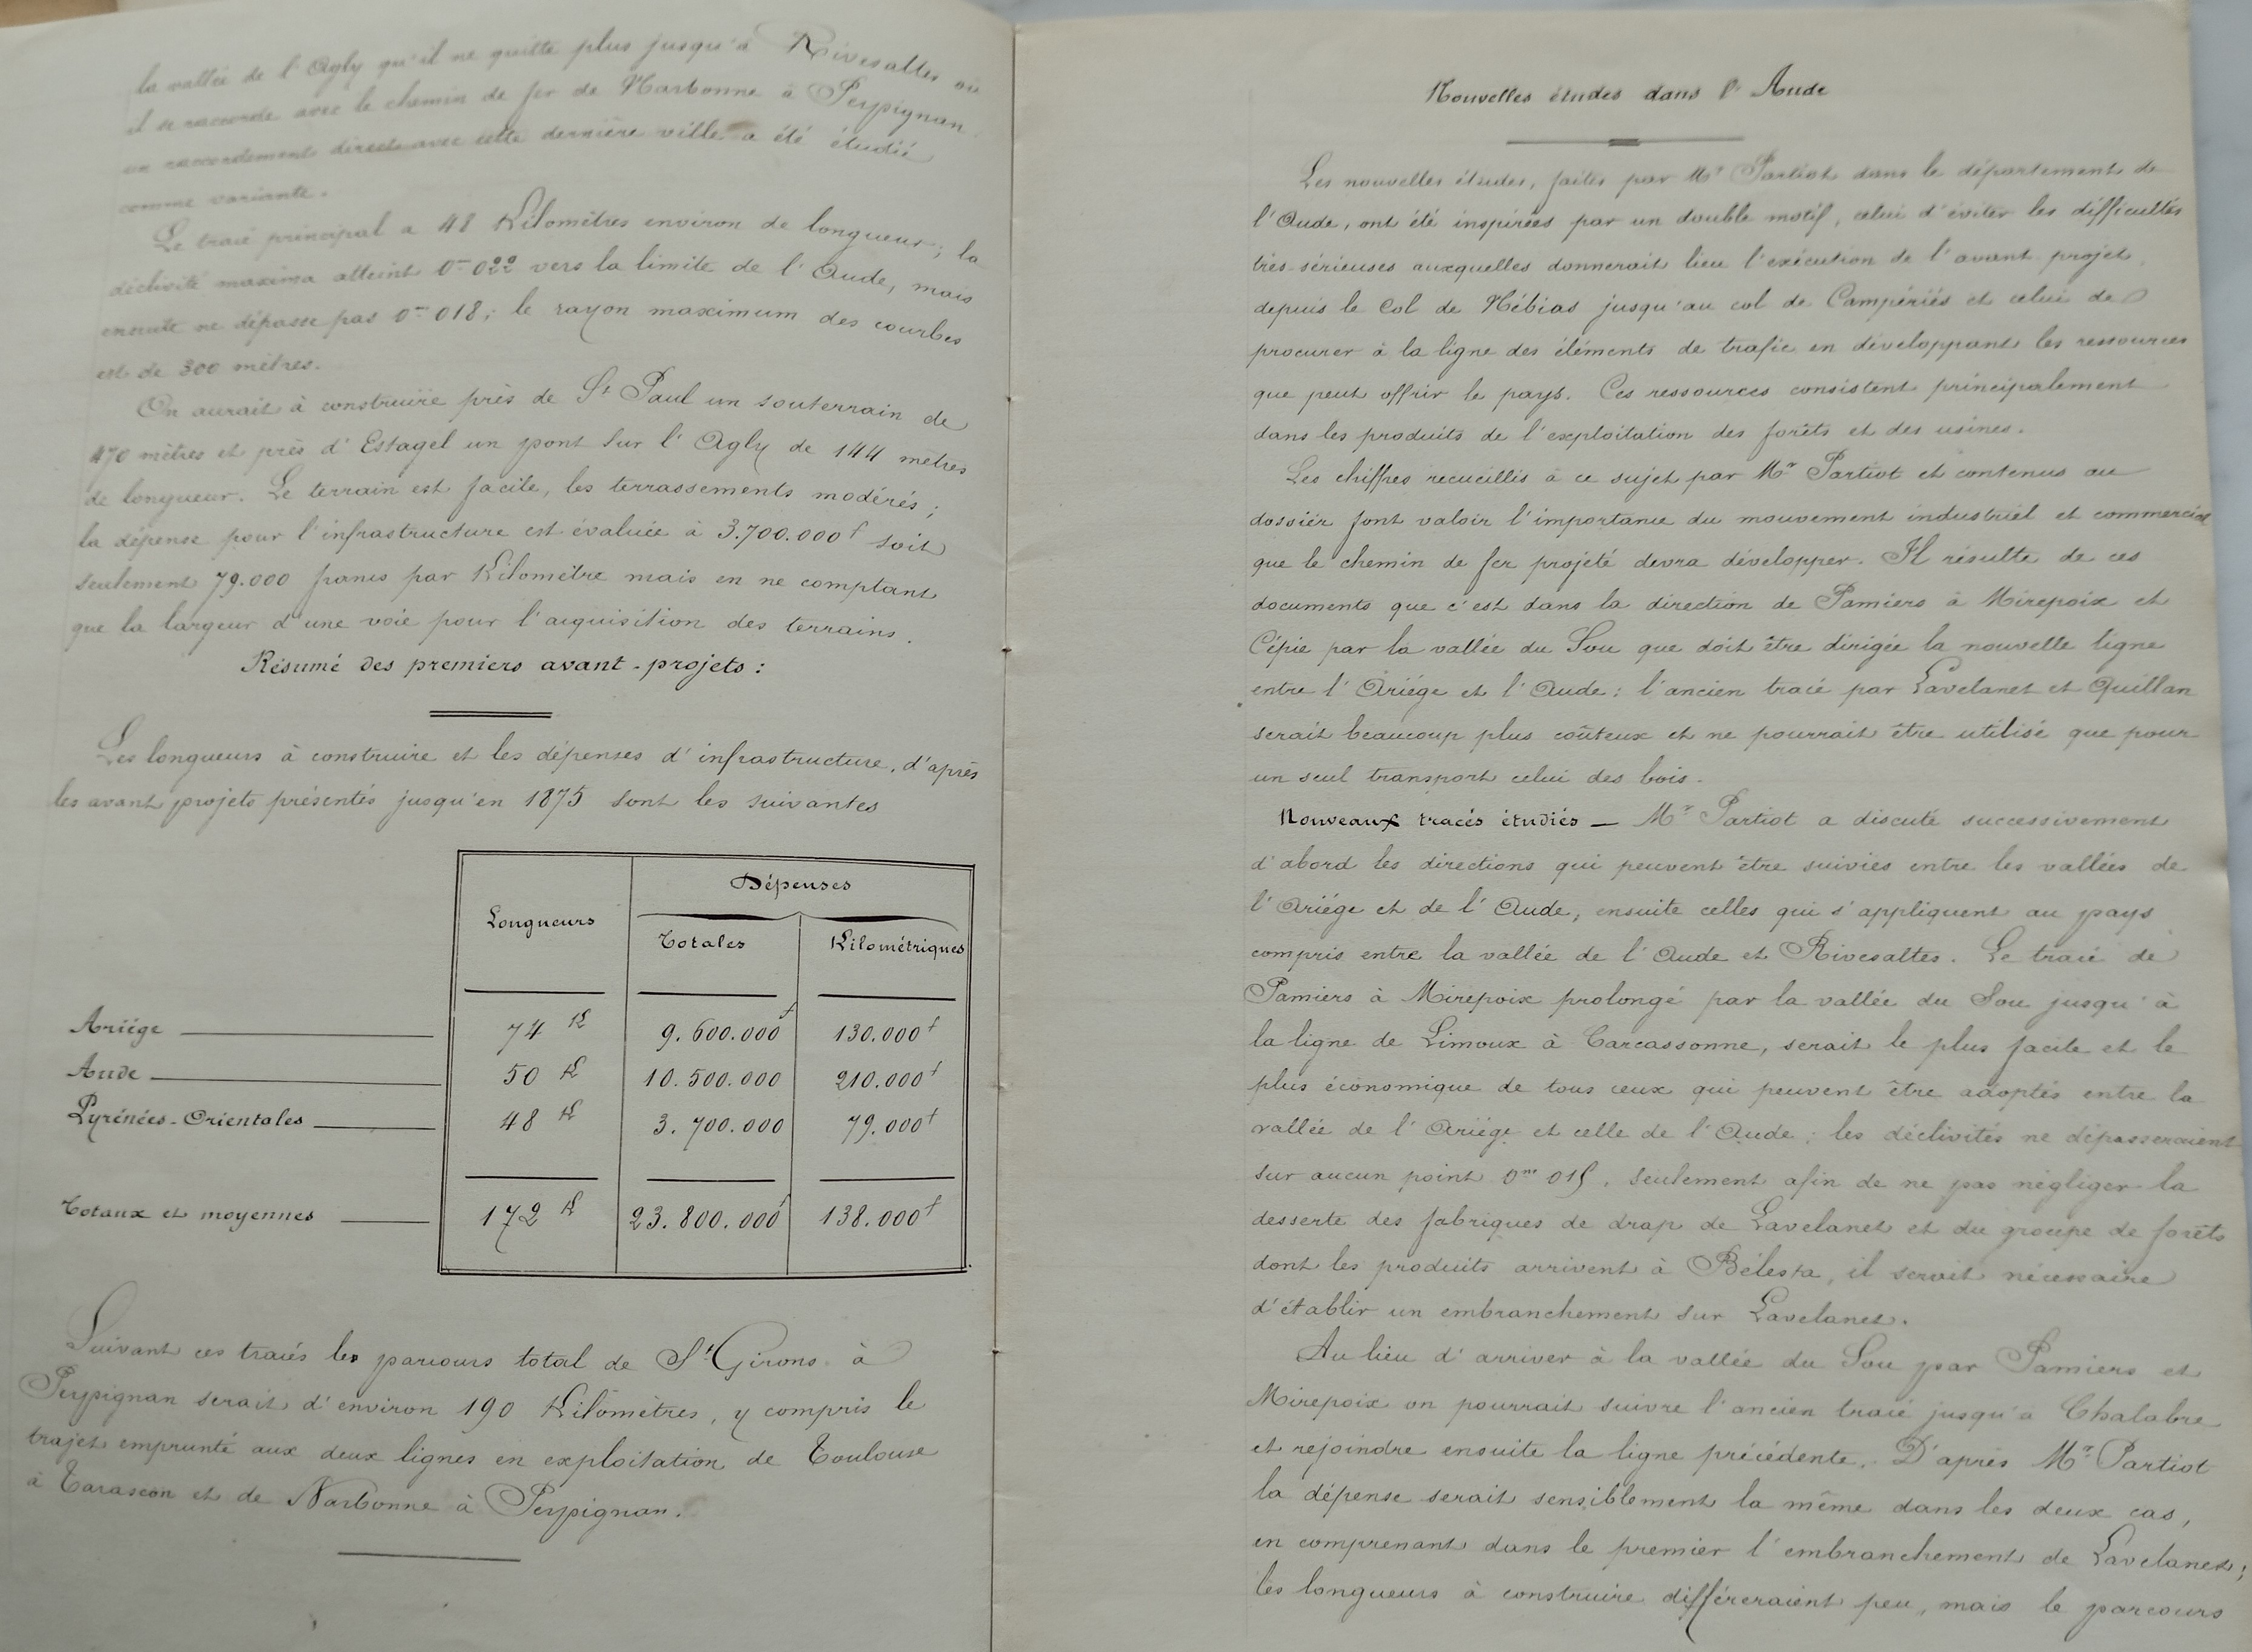 la vallée de l'Agly qu'il ne quitte plus jusqu'à Rivesaltes où
il se raccorde avec le chemin de fer de Narbonne à Perpignan
un raccordement direct avec cette dernière ville a été étudié
comme variante.
Le tracé principal a 48 Kilomètres environ de longueur; la
déclivité maxima atteint 0m 022 vers la limite de l'Aude, mais
ensuite ne dépasse pas 0m 018; le rayon maximum des courbes
est de 300 mètres.
On aurait à construire près de St Paul un souterrain de
470 mètres et près d'Estagel un pont sur l'Agly de 144 mètres
de longueur. Le terrain est facile, les terrassements modérés;
la dépense pour l'infrastructure est évaluée à 3.700.000f soit
seulement 79.000 francs par Kilomètre mais en ne comptant
que la largeur d'une voie pour l'acquisition des terrains.
Résumé des premiers avant-projets:
Les longueurs à construire et les dépenses d'infrastructure, d'après
les avant projets présentés jusqu'en 1875 sont les suivantes
Longueurs Dépenses
Totales Kilométriques
Ariége 74 K 9.600.000f 130.000f
Aude 50 K 10.500.000 210.000f
Pyrénées-Orientales 48 K 3.700.000 79.000f
Totaux et moyennes 172 K 23.800.000f 138.000f
Suivant ces tracés les parcours total de St Girons à
Perpignan serait d'environ 190 Kilomètres, y compris le
trajet emprunté aux deux lignes en exploitation de Toulouse
à Tarascon et de Narbonne à Perpignan.
Nouvelles études dans l'Aude
Les nouvelles études, faites par Mr Partiot dans le département de
l'Aude, ont été inspirées par un double motif, celui d'éviter les difficultés
très-sérieuses auxquelles donnerait lieu l'exécution de l'avant projet
depuis le Col de Nébias jusqu'au col de Campériés et celui de
procurer à la ligne des éléments de trafic en développant les ressources
que peut offrir le pays. Ces ressources consistent principalement
dans les produits de l'exploitation des forêts et des usines.
Les chiffres recueillis à ce sujet par Mr Partiot et contenus au
dossier font valoir l'importance du mouvement industriel et commercial
que le chemin de fer projeté devra développer. Il résulte de ces
documents que c'est dans la direction de Pamiers à Mirepoix et
Cépie par la vallée du Sou que doit être dirigée la nouvelle ligne
entre l'Ariége et l'Aude: l'ancien tracé par Lavelanet et Quillan
serait beaucoup plus coûteux et ne pourrait être utilisé que pour
un seul transport celui des bois.
Nouveaux tracés étudiés — Mr Partiot a discuté successivement
d'abord les directions qui peuvent être suivies entre les vallées de
l'Ariége et de l'Aude, ensuite celles qui s'appliquent au pays
compris entre la vallée de l'Aude et Rivesaltes. Le tracé de
Pamiers à Mirepoix prolongé par la vallée du Sou jusqu'à
la ligne de Limoux à Carcassonne, serait le plus facile et le
plus économique de tous ceux qui peuvent être adoptés entre la
vallée de l'Ariége et celle de l'Aude; les déclivités ne dépasseraient
sur aucun point 0m 015. seulement afin de ne pas négliger la
desserte des fabriques de drap de Lavelanet et du groupe de forêts
dont les produits arrivent à Bélesta, il serait nécessaire
d'établir un embranchement sur Lavelanet.
Au lieu d'arriver à la vallée du Sou par Pamiers et
Mirepoix on pourrait suivre l'ancien tracé jusqu'à Chalabre
et rejoindre ensuite la ligne précédente. D'après Mr Partiot
la dépense serait sensiblement la même dans les deux cas,
en comprenant dans le premier l'embranchement de Lavelanet;
les longueurs à construire différeraient peu, mais le parcours